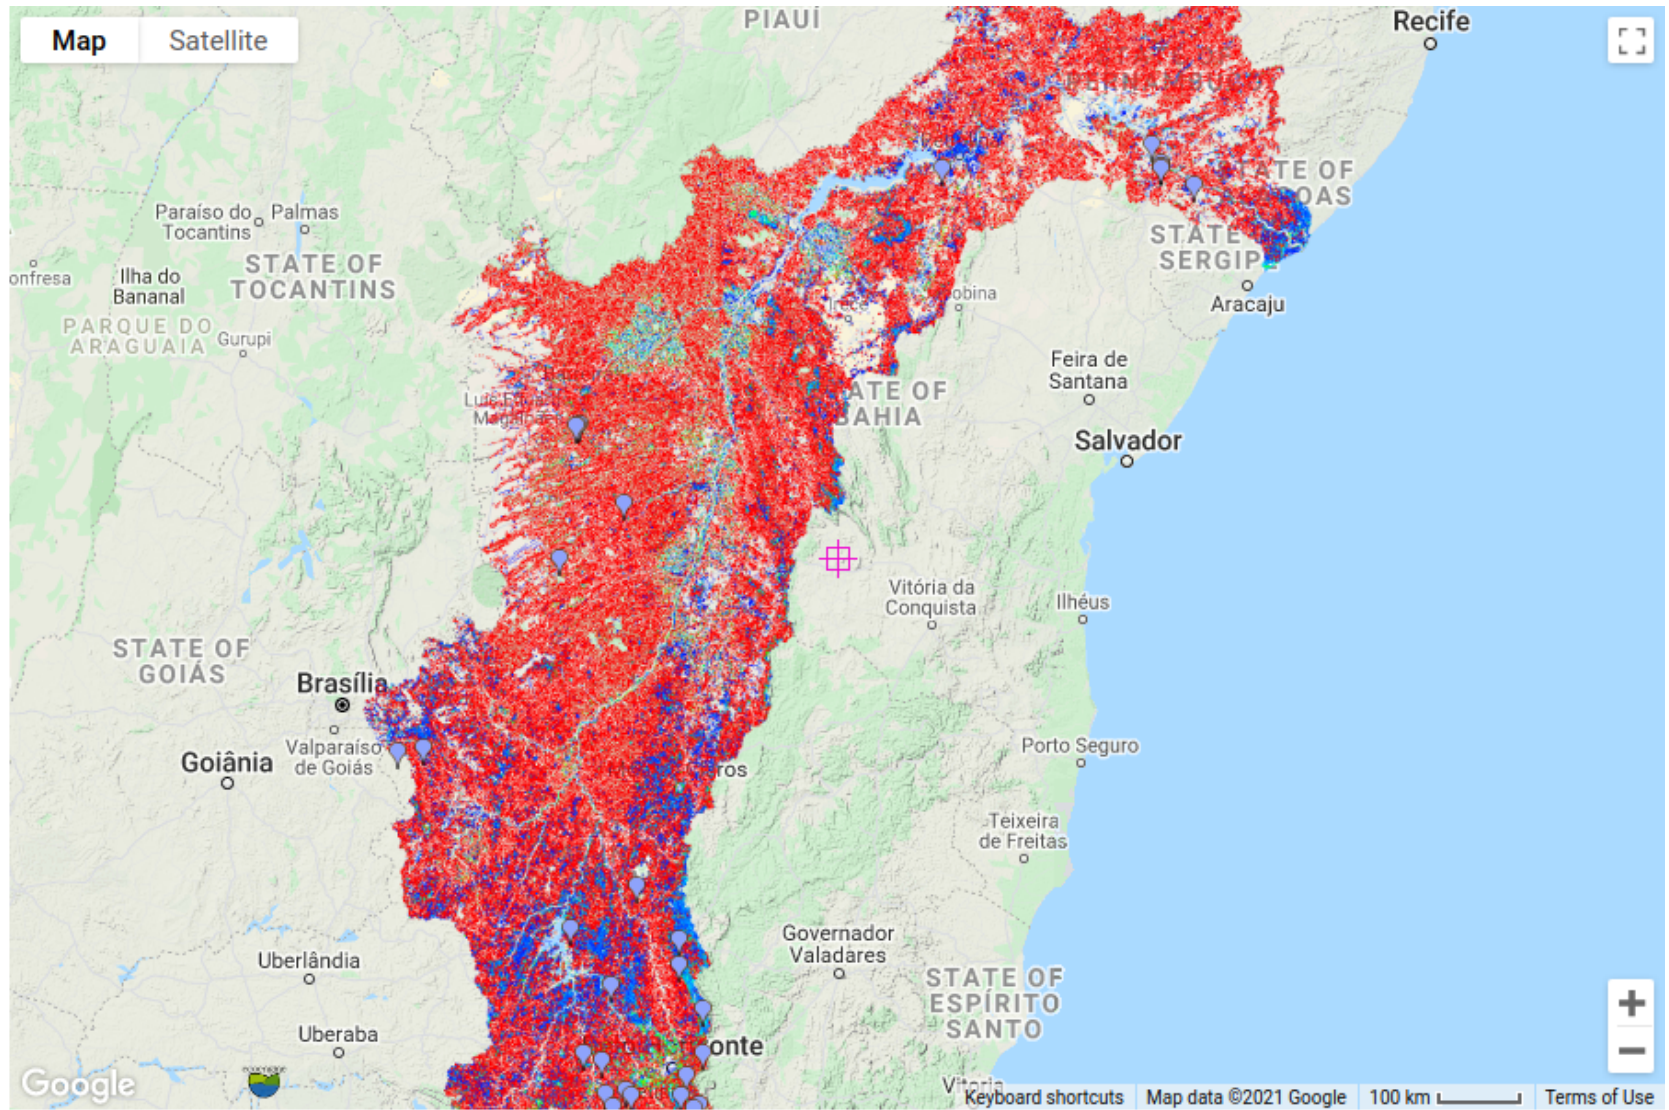 Map
Satellite
PIAUÍ
Recife
STATE OF
Paraíso do
Tocantins
Palmas
STATE OF
TOCANTINS
onfresa
Ilha do
Bananal
PARQUE DO
ARAGUAIA
Gurupi
STATE
SERGIPE
Aracaju
obina
Feira de
Santana
ATE OF
BAHIA
Salvador
Vitória da
Conquista
Ilhéus
STATE OF
GOIÁS
Brasília
Valparaíso
de Goiás
Goiânia
Porto Seguro
Teixeira
de Freitas
Governador
Valadares
Uberlândia
STATE OF
ESPÍRITO
SANTO
Uberaba
onte
Vitoria
Google
Keyboard shortcuts
Map data ©2021 Google
100 km
Terms of Use